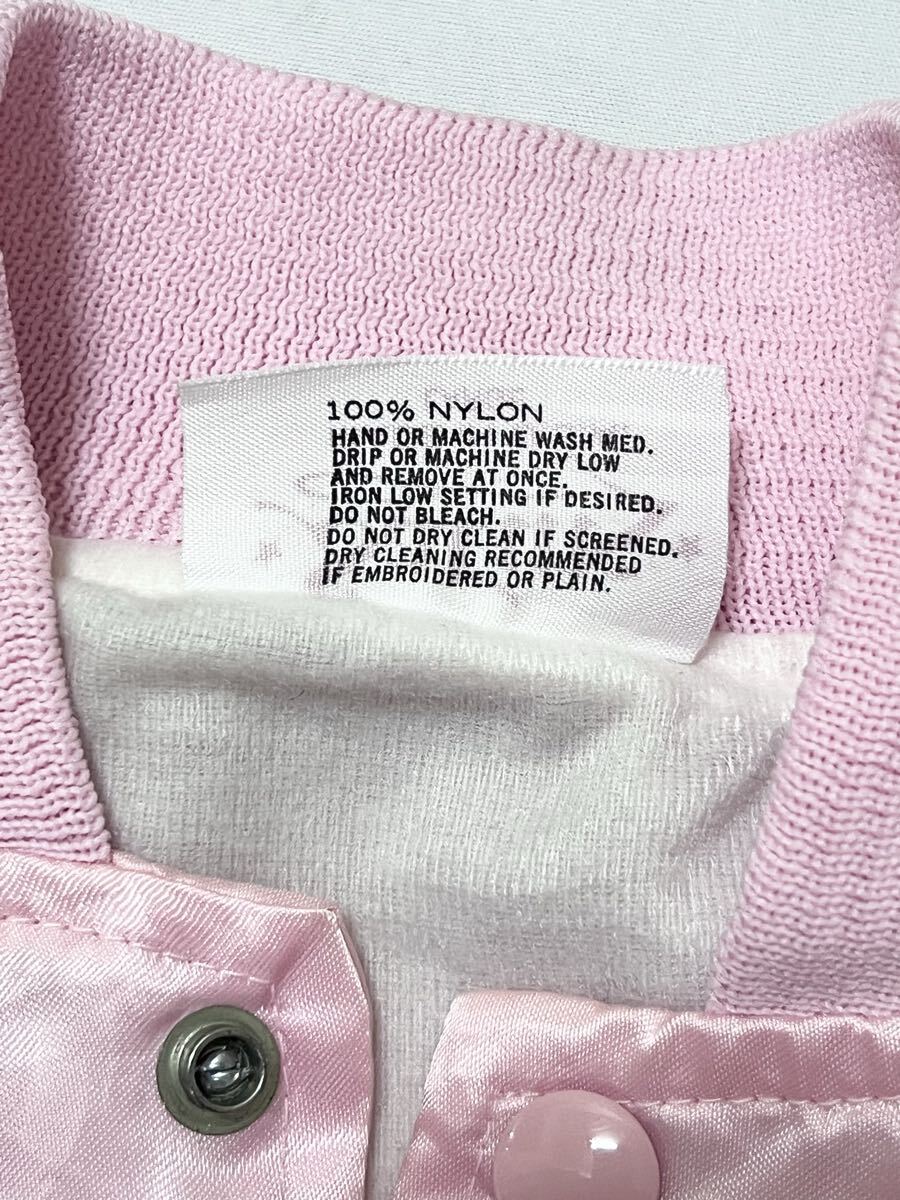 100% NYLON
HAND OR MACHINE WASH MED.
DRIP OR MACHINE DRY LOW
AND REMOVE AT ONCE.
IRON LOW SETTING IF DESIRED.
DO NOT BLEACH.
DO NOT DRY CLEAN IF SCREENED.
DRY CLEANING RECOMMENDED
IF EMBROIDERED OR PLAIN.